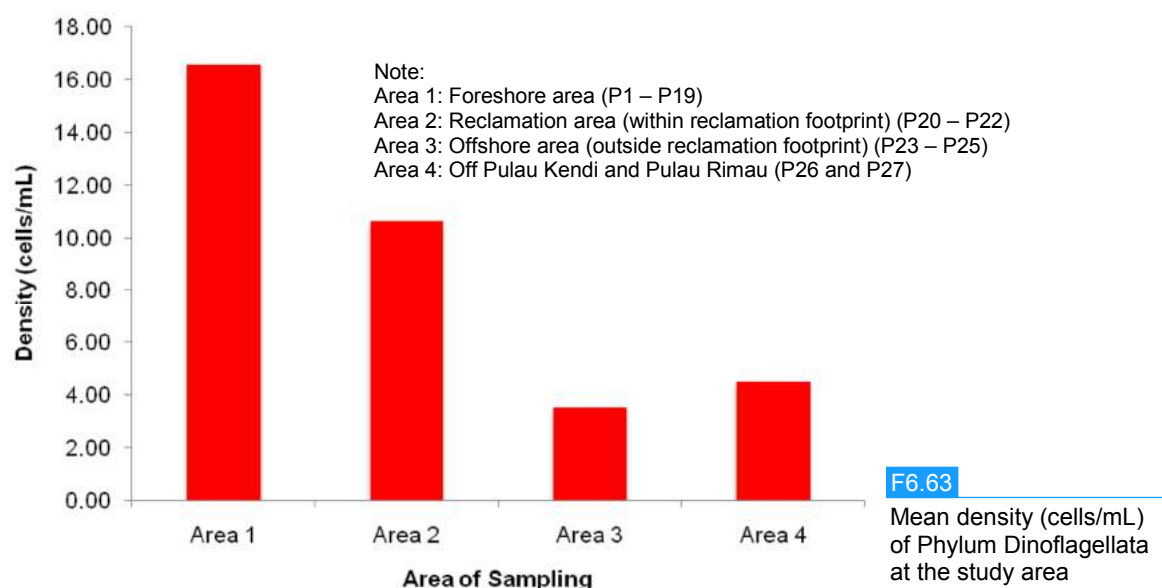 18.00
16.00
14.00
12.00
10.00
8.00
6.00
4.00
2.00
0.00
Density (cells/mL)
Note:
Area 1: Foreshore area (P1 – P19)
Area 2: Reclamation area (within reclamation footprint) (P20 – P22)
Area 3: Offshore area (outside reclamation footprint) (P23 – P25)
Area 4: Off Pulau Kendi and Pulau Rimau (P26 and P27)
Area 1
Area 2
Area 3
Area 4
Area of Sampling
F6.63
Mean density (cells/mL)
of Phylum Dinoflagellata
at the study area